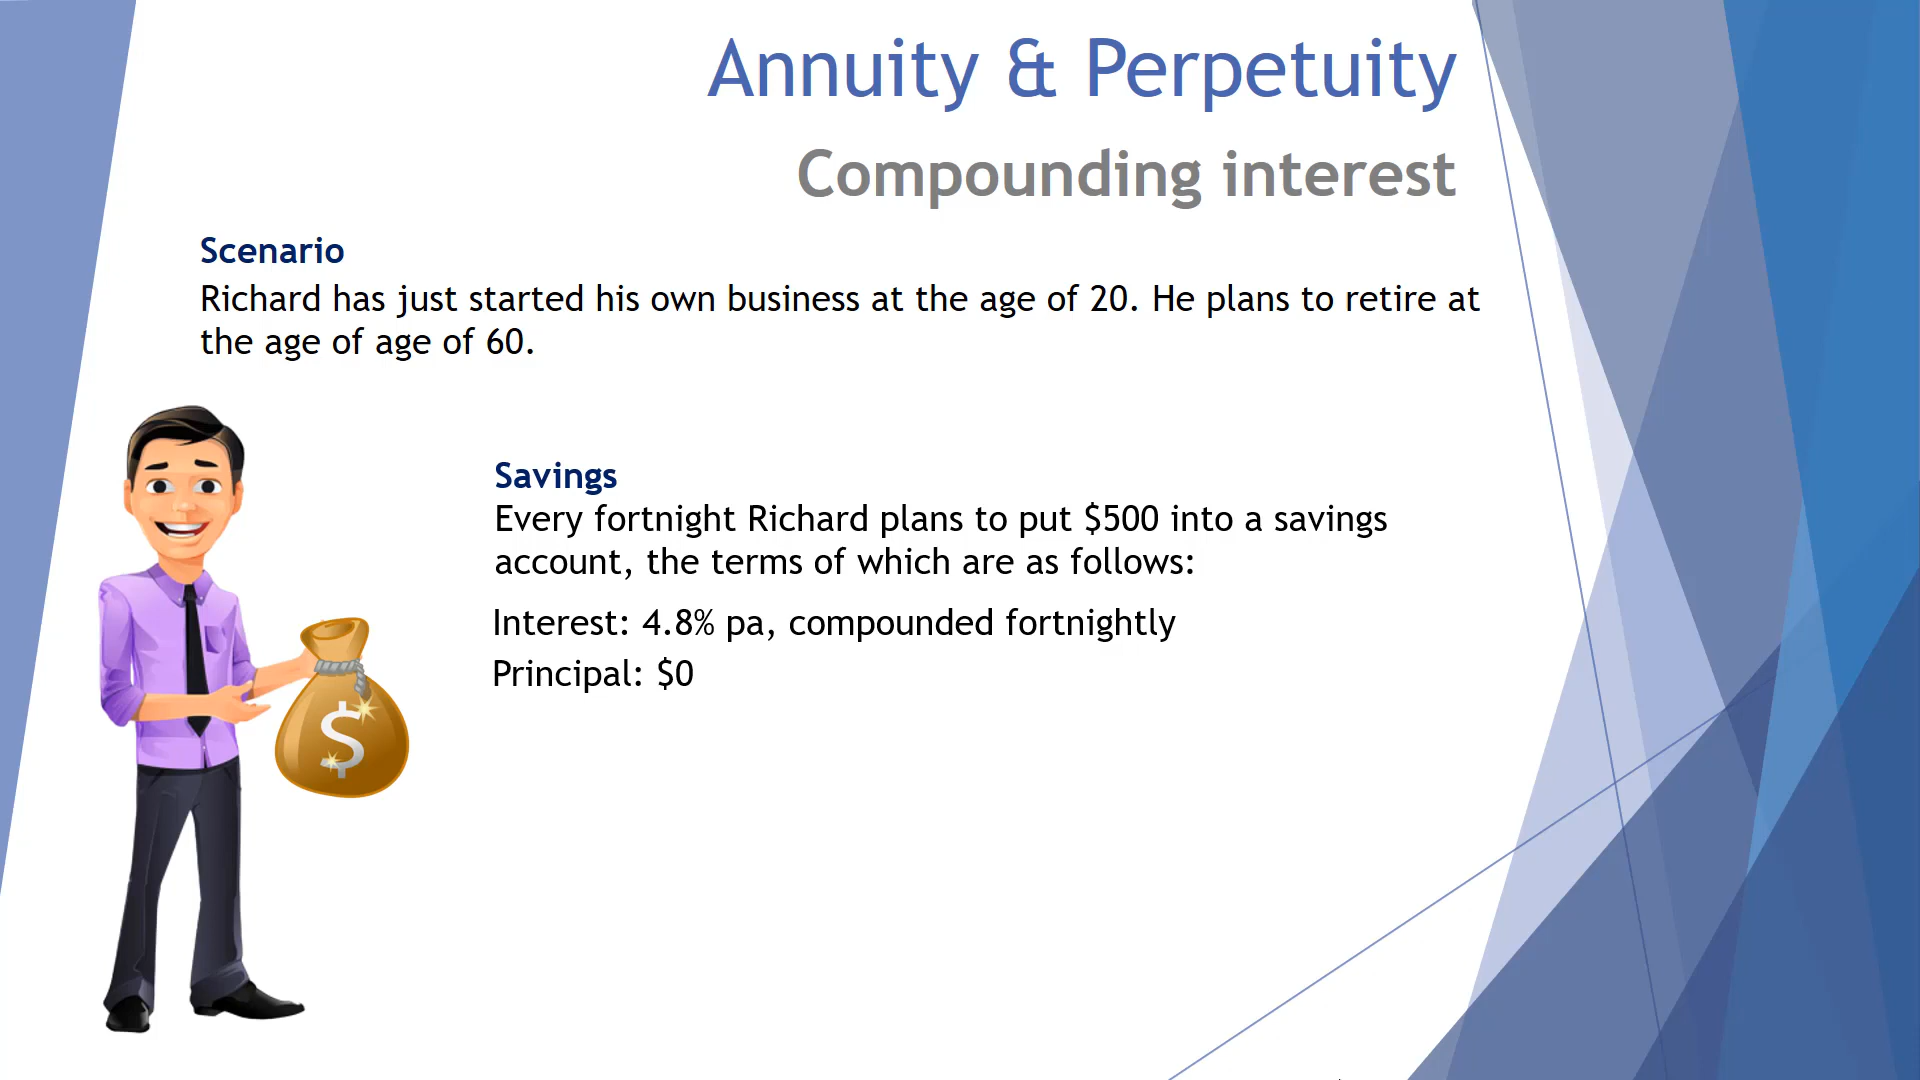 Annuity & Perpetuity
Compounding interest
Scenario
Richard has just started his own business at the age of 20. He plans to retire at
the age of age of 60.
Savings
Every fortnight Richard plans to put $500 into a savings
account, the terms of which are as follows:
Interest: 4.8% pa, compounded fortnightly
Principal: $0
$